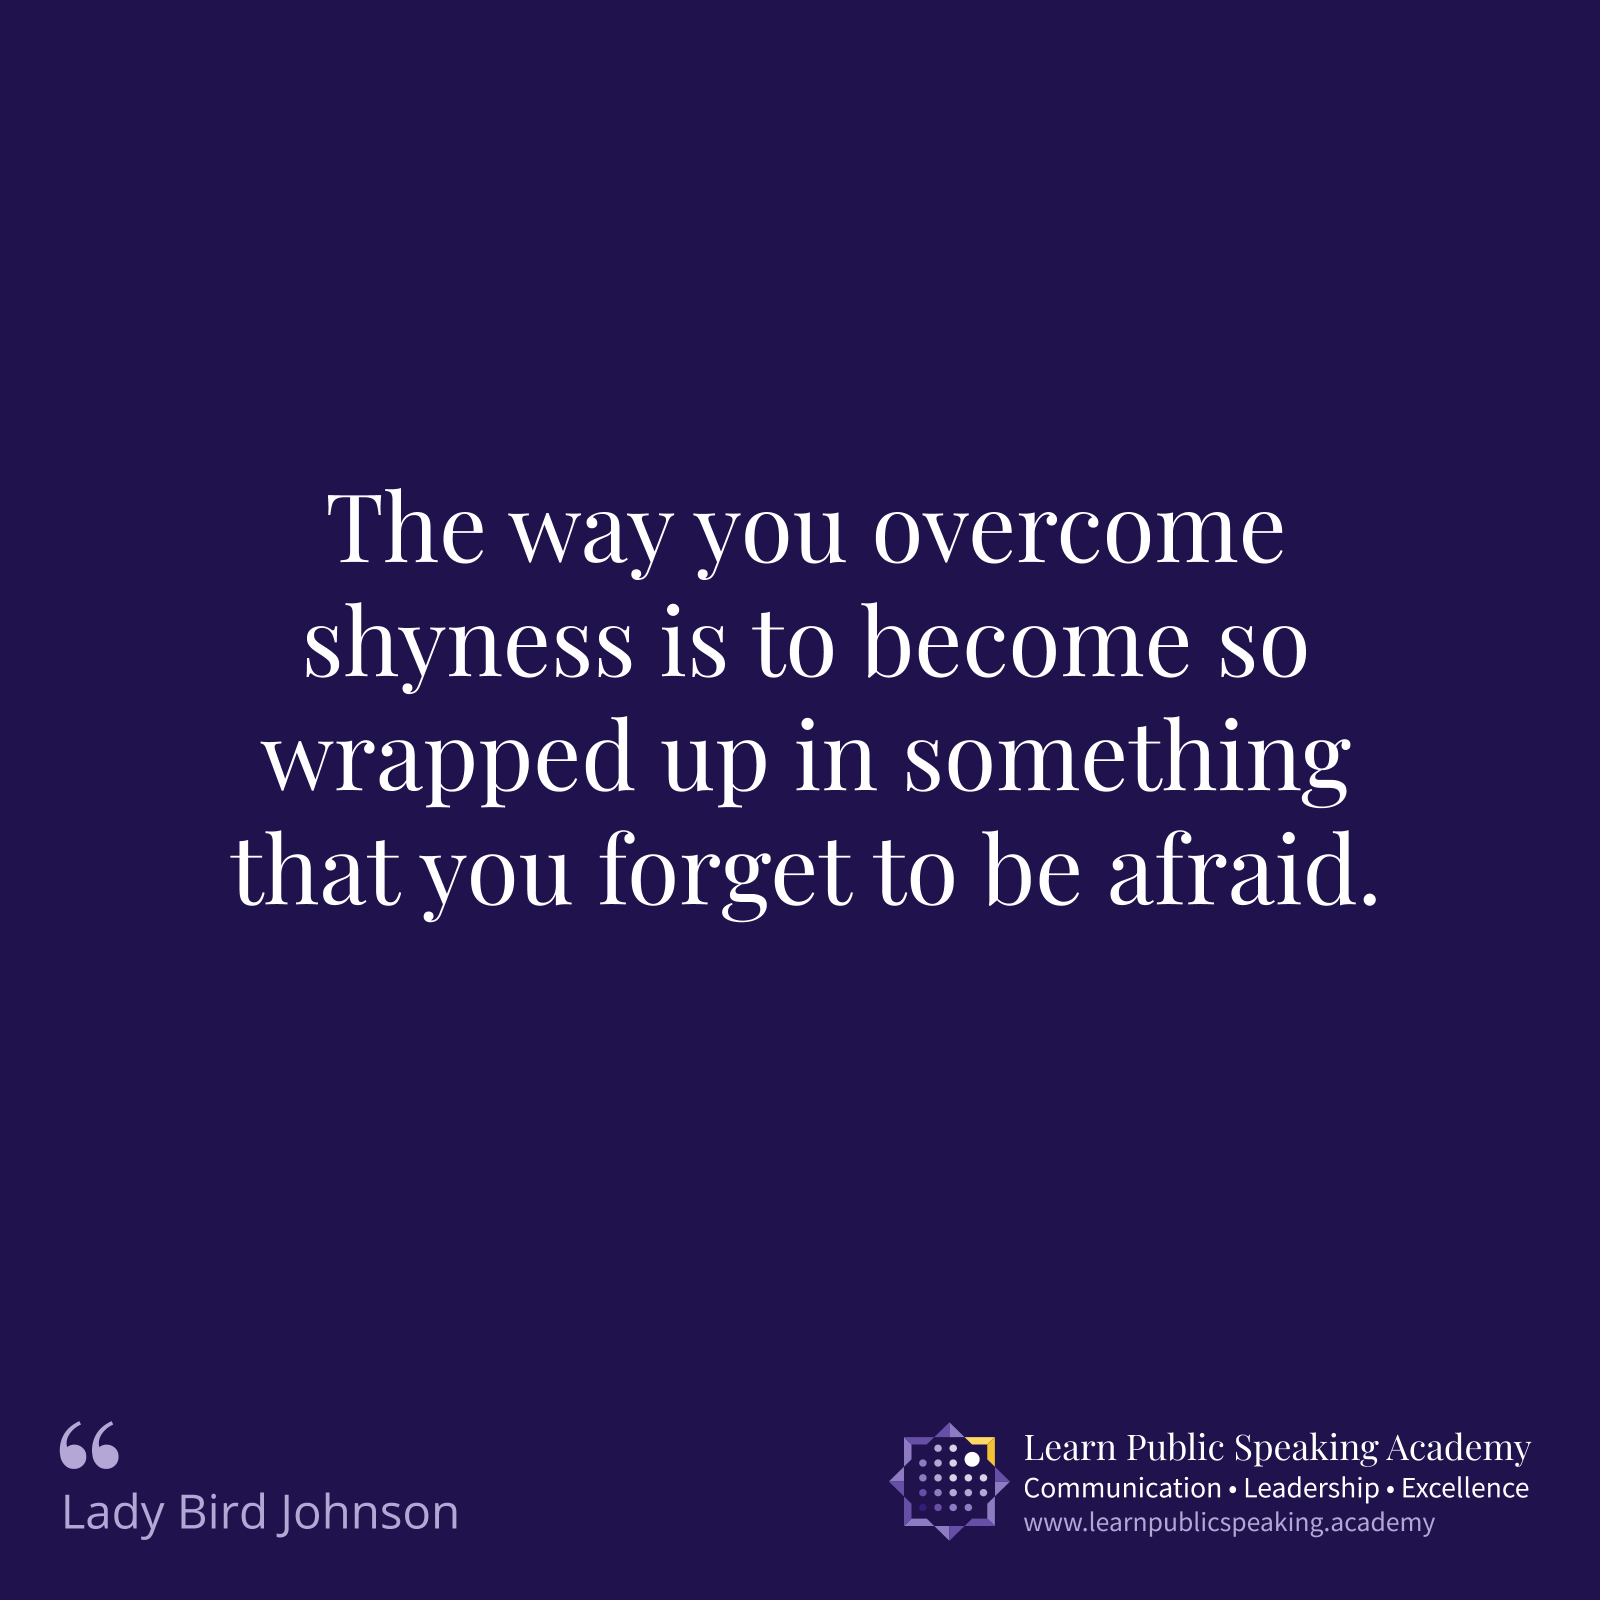 The way you overcome
shyness is to become so
wrapped up in something
that you forget to be afraid.
“
Lady Bird Johnson
Learn Public Speaking Academy
Communication • Leadership • Excellence
www.learnpublicspeaking.academy